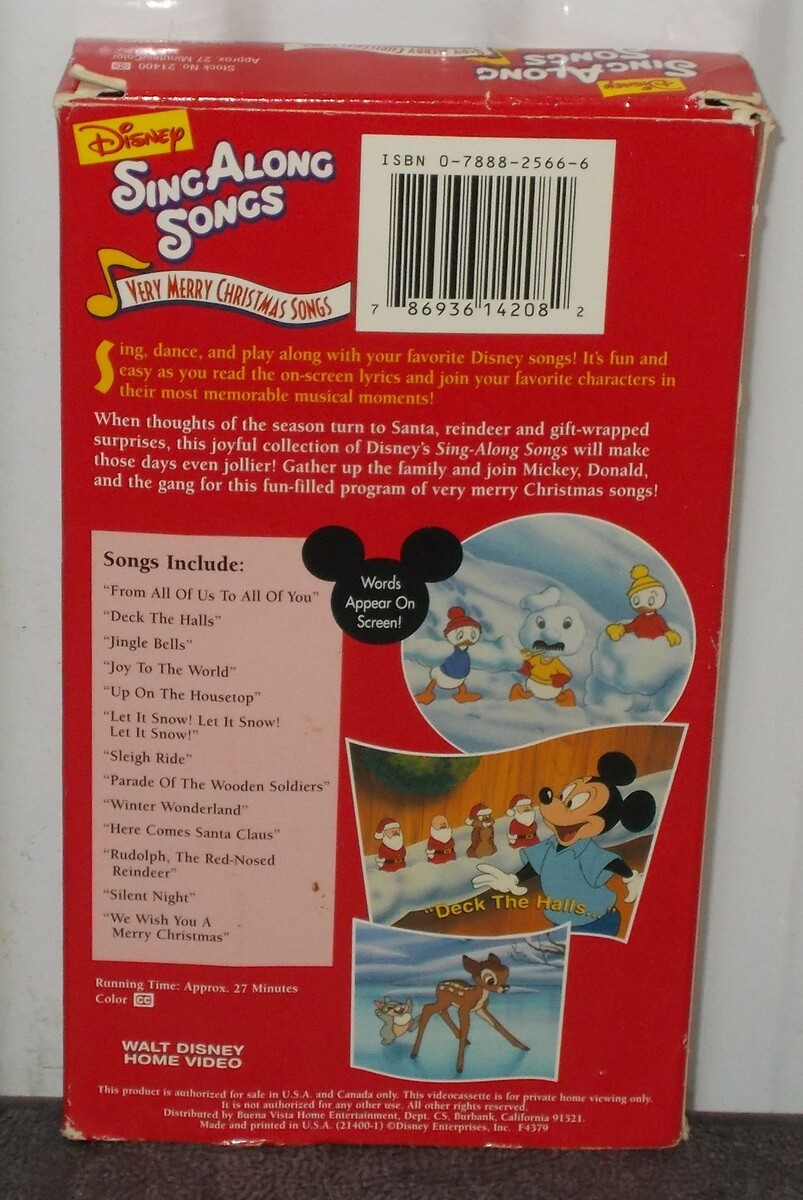 Stock No. 21400
Approx. 27 Minutes/Color CC
VERY MERRY CHRISTMAS SONGS
Disney
SING ALONG
SONGS
Disney
SING ALONG
SONGS
VERY MERRY CHRISTMAS SONGS
ISBN 0-7888-2566-6
7 86936 14208 2
Sing, dance, and play along with your favorite Disney songs! It's fun and
easy as you read the on-screen lyrics and join your favorite characters in
their most memorable musical moments!
When thoughts of the season turn to Santa, reindeer and gift-wrapped
surprises, this joyful collection of Disney's Sing-Along Songs will make
those days even jollier! Gather up the family and join Mickey, Donald,
and the gang for this fun-filled program of very merry Christmas songs!
Songs Include:
"From All Of Us To All Of You"
"Deck The Halls"
"Jingle Bells"
"Joy To The World"
"Up On The Housetop"
"Let It Snow! Let It Snow!
Let It Snow!"
"Sleigh Ride"
"Parade Of The Wooden Soldiers"
"Winter Wonderland"
"Here Comes Santa Claus"
"Rudolph, The Red-Nosed
Reindeer"
"Silent Night"
"We Wish You A
Merry Christmas"
Words
Appear On
Screen!
"Deck The Halls..."
Running Time: Approx. 27 Minutes
Color CC
WALT DISNEY
HOME VIDEO
This product is authorized for sale in U.S.A. and Canada only. This videocassette is for private home viewing only.
It is not authorized for any other use. All other rights reserved.
Distributed by Buena Vista Home Entertainment, Dept. CS, Burbank, California 91521.
Made and printed in U.S.A. (21400-1) ©Disney Enterprises, Inc. F4379